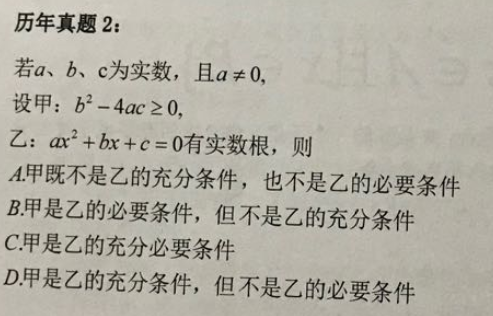 历年真题 2：
若a、b、c为实数，且a ≠ 0,
设甲：b² − 4ac ≥ 0,
乙：ax² + bx + c = 0有实数根，则
A.甲既不是乙的充分条件，也不是乙的必要条件
B.甲是乙的必要条件，但不是乙的充分条件
C.甲是乙的充分必要条件
D.甲是乙的充分条件，但不是乙的必要条件